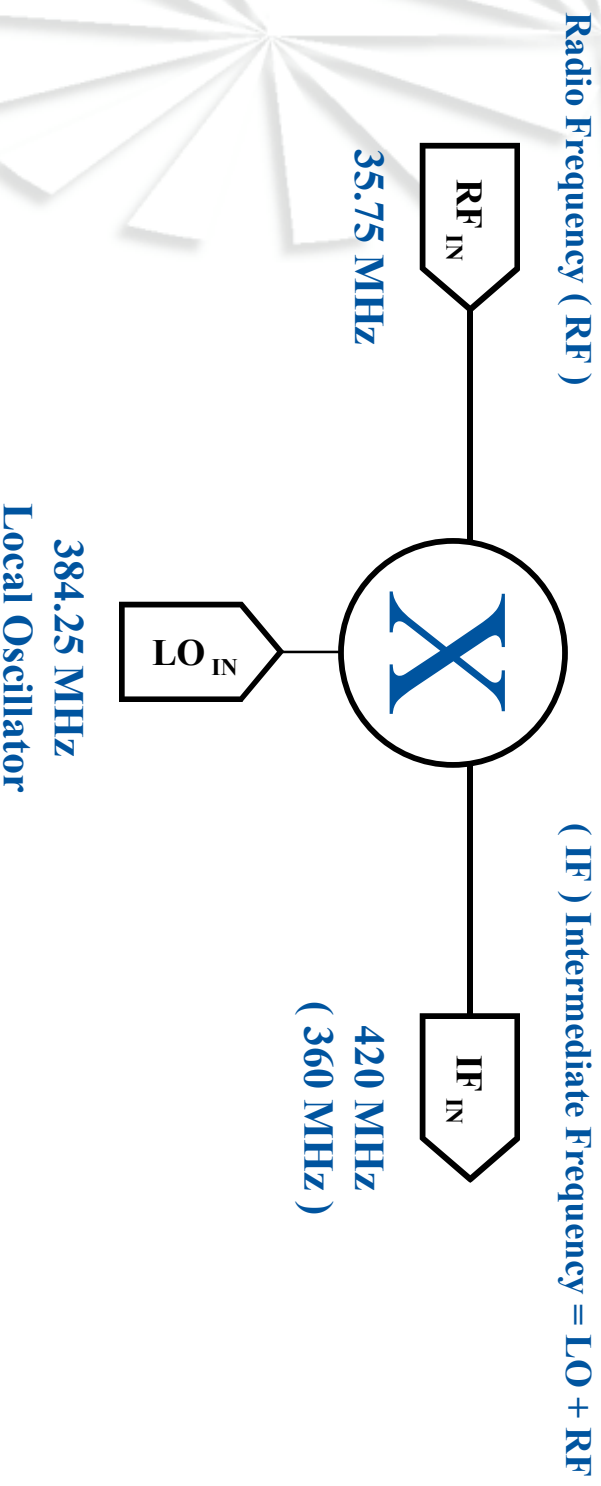 Radio Frequency ( RF )
( IF ) Intermediate Frequency = LO + RF
RF IN
IF IN
35.75 MHz
420 MHz
( 360 MHz )
X
LO IN
384.25 MHz
Local Oscillator